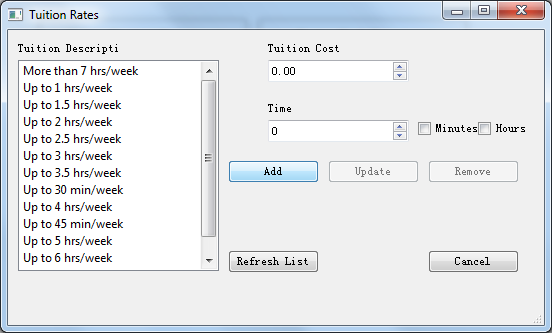 Tuition Rates
Tuition Descripti
Tuition Cost
More than 7 hrs/week
Up to 1 hrs/week
Up to 1.5 hrs/week
Up to 2 hrs/week
Up to 2.5 hrs/week
Up to 3 hrs/week
Up to 3.5 hrs/week
Up to 30 min/week
Up to 4 hrs/week
Up to 45 min/week
Up to 5 hrs/week
Up to 6 hrs/week
0.00
Time
0
Minutes
Hours
Add
Update
Remove
Refresh List
Cancel